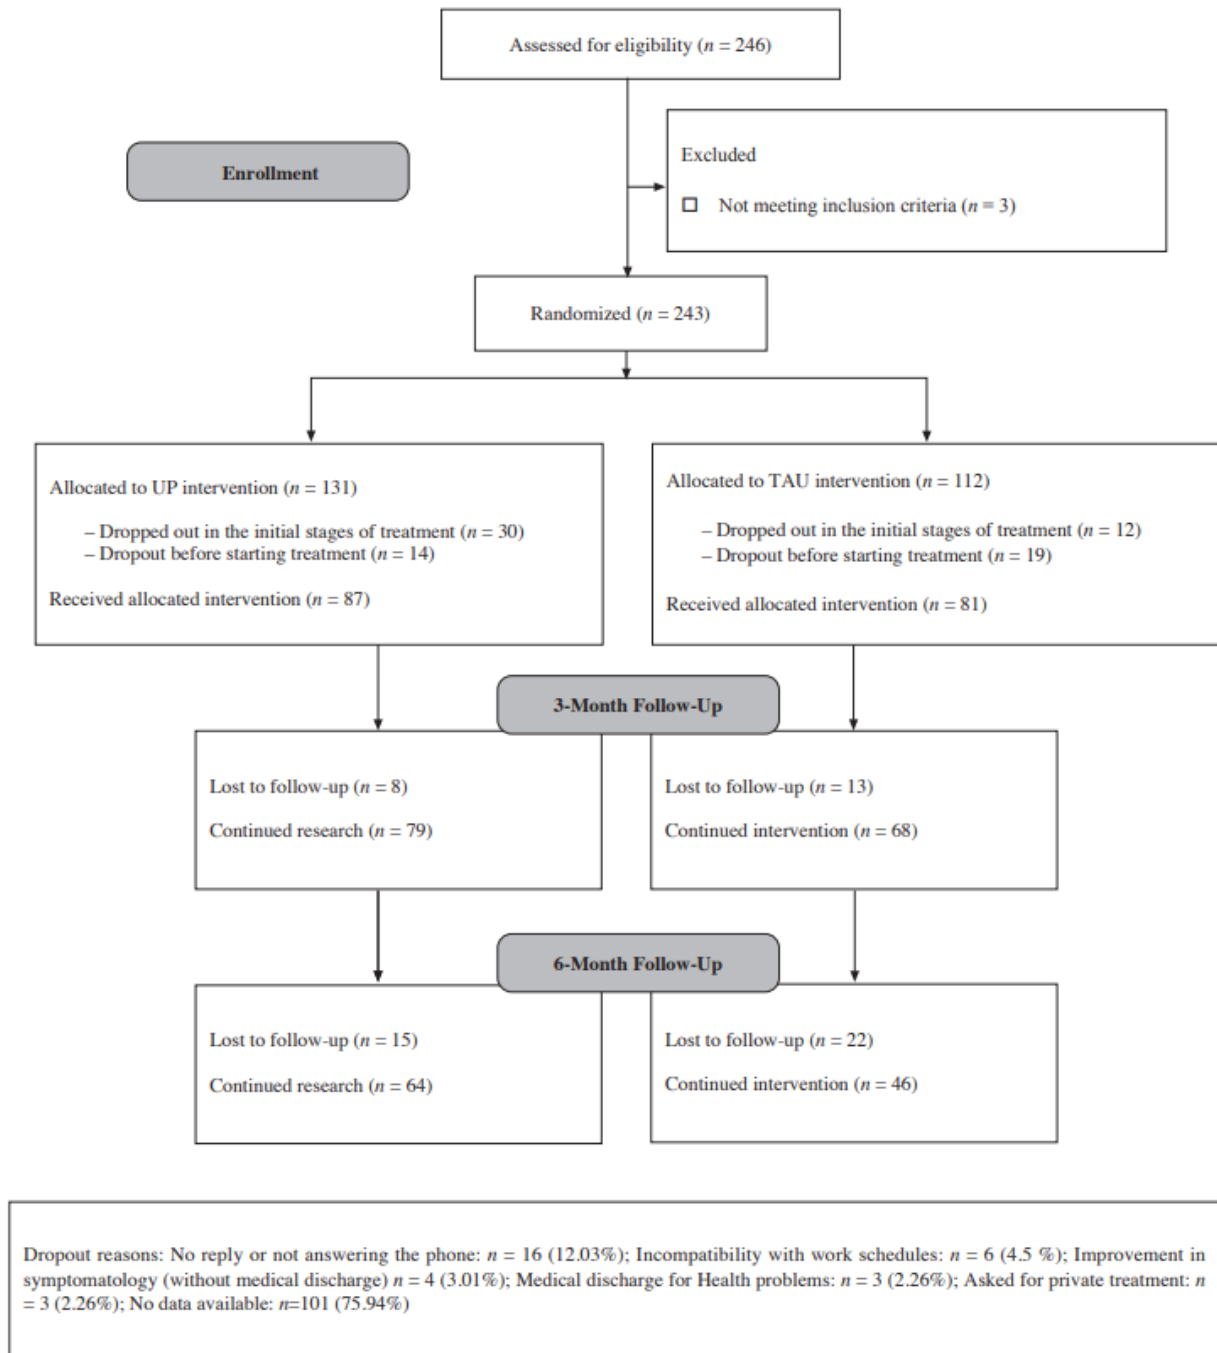 Assessed for eligibility (n = 246)
Enrollment
Excluded
Not meeting inclusion criteria (n = 3)
Randomized (n = 243)
Allocated to UP intervention (n = 131)
– Dropped out in the initial stages of treatment (n = 30)
– Dropout before starting treatment (n = 14)
Received allocated intervention (n = 87)
Allocated to TAU intervention (n = 112)
– Dropped out in the initial stages of treatment (n = 12)
– Dropout before starting treatment (n = 19)
Received allocated intervention (n = 81)
3-Month Follow-Up
Lost to follow-up (n = 8)
Continued research (n = 79)
Lost to follow-up (n = 13)
Continued intervention (n = 68)
6-Month Follow-Up
Lost to follow-up (n = 15)
Continued research (n = 64)
Lost to follow-up (n = 22)
Continued intervention (n = 46)
Dropout reasons: No reply or not answering the phone: n = 16 (12.03%); Incompatibility with work schedules: n = 6 (4.5 %); Improvement in
symptomatology (without medical discharge) n = 4 (3.01%); Medical discharge for Health problems: n = 3 (2.26%); Asked for private treatment: n
= 3 (2.26%); No data available: n=101 (75.94%)